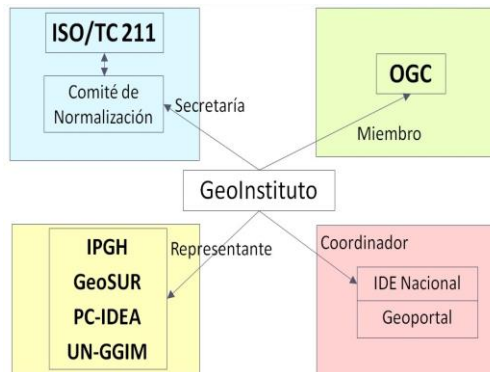 ISO/TC 211
Comité de
Normalización
Secretaría
OGC
Miembro
GeoInstituto
IPGH
GeoSUR
PC-IDEA
UN-GGIM
Representante
Coordinador
IDE Nacional
Geoportal